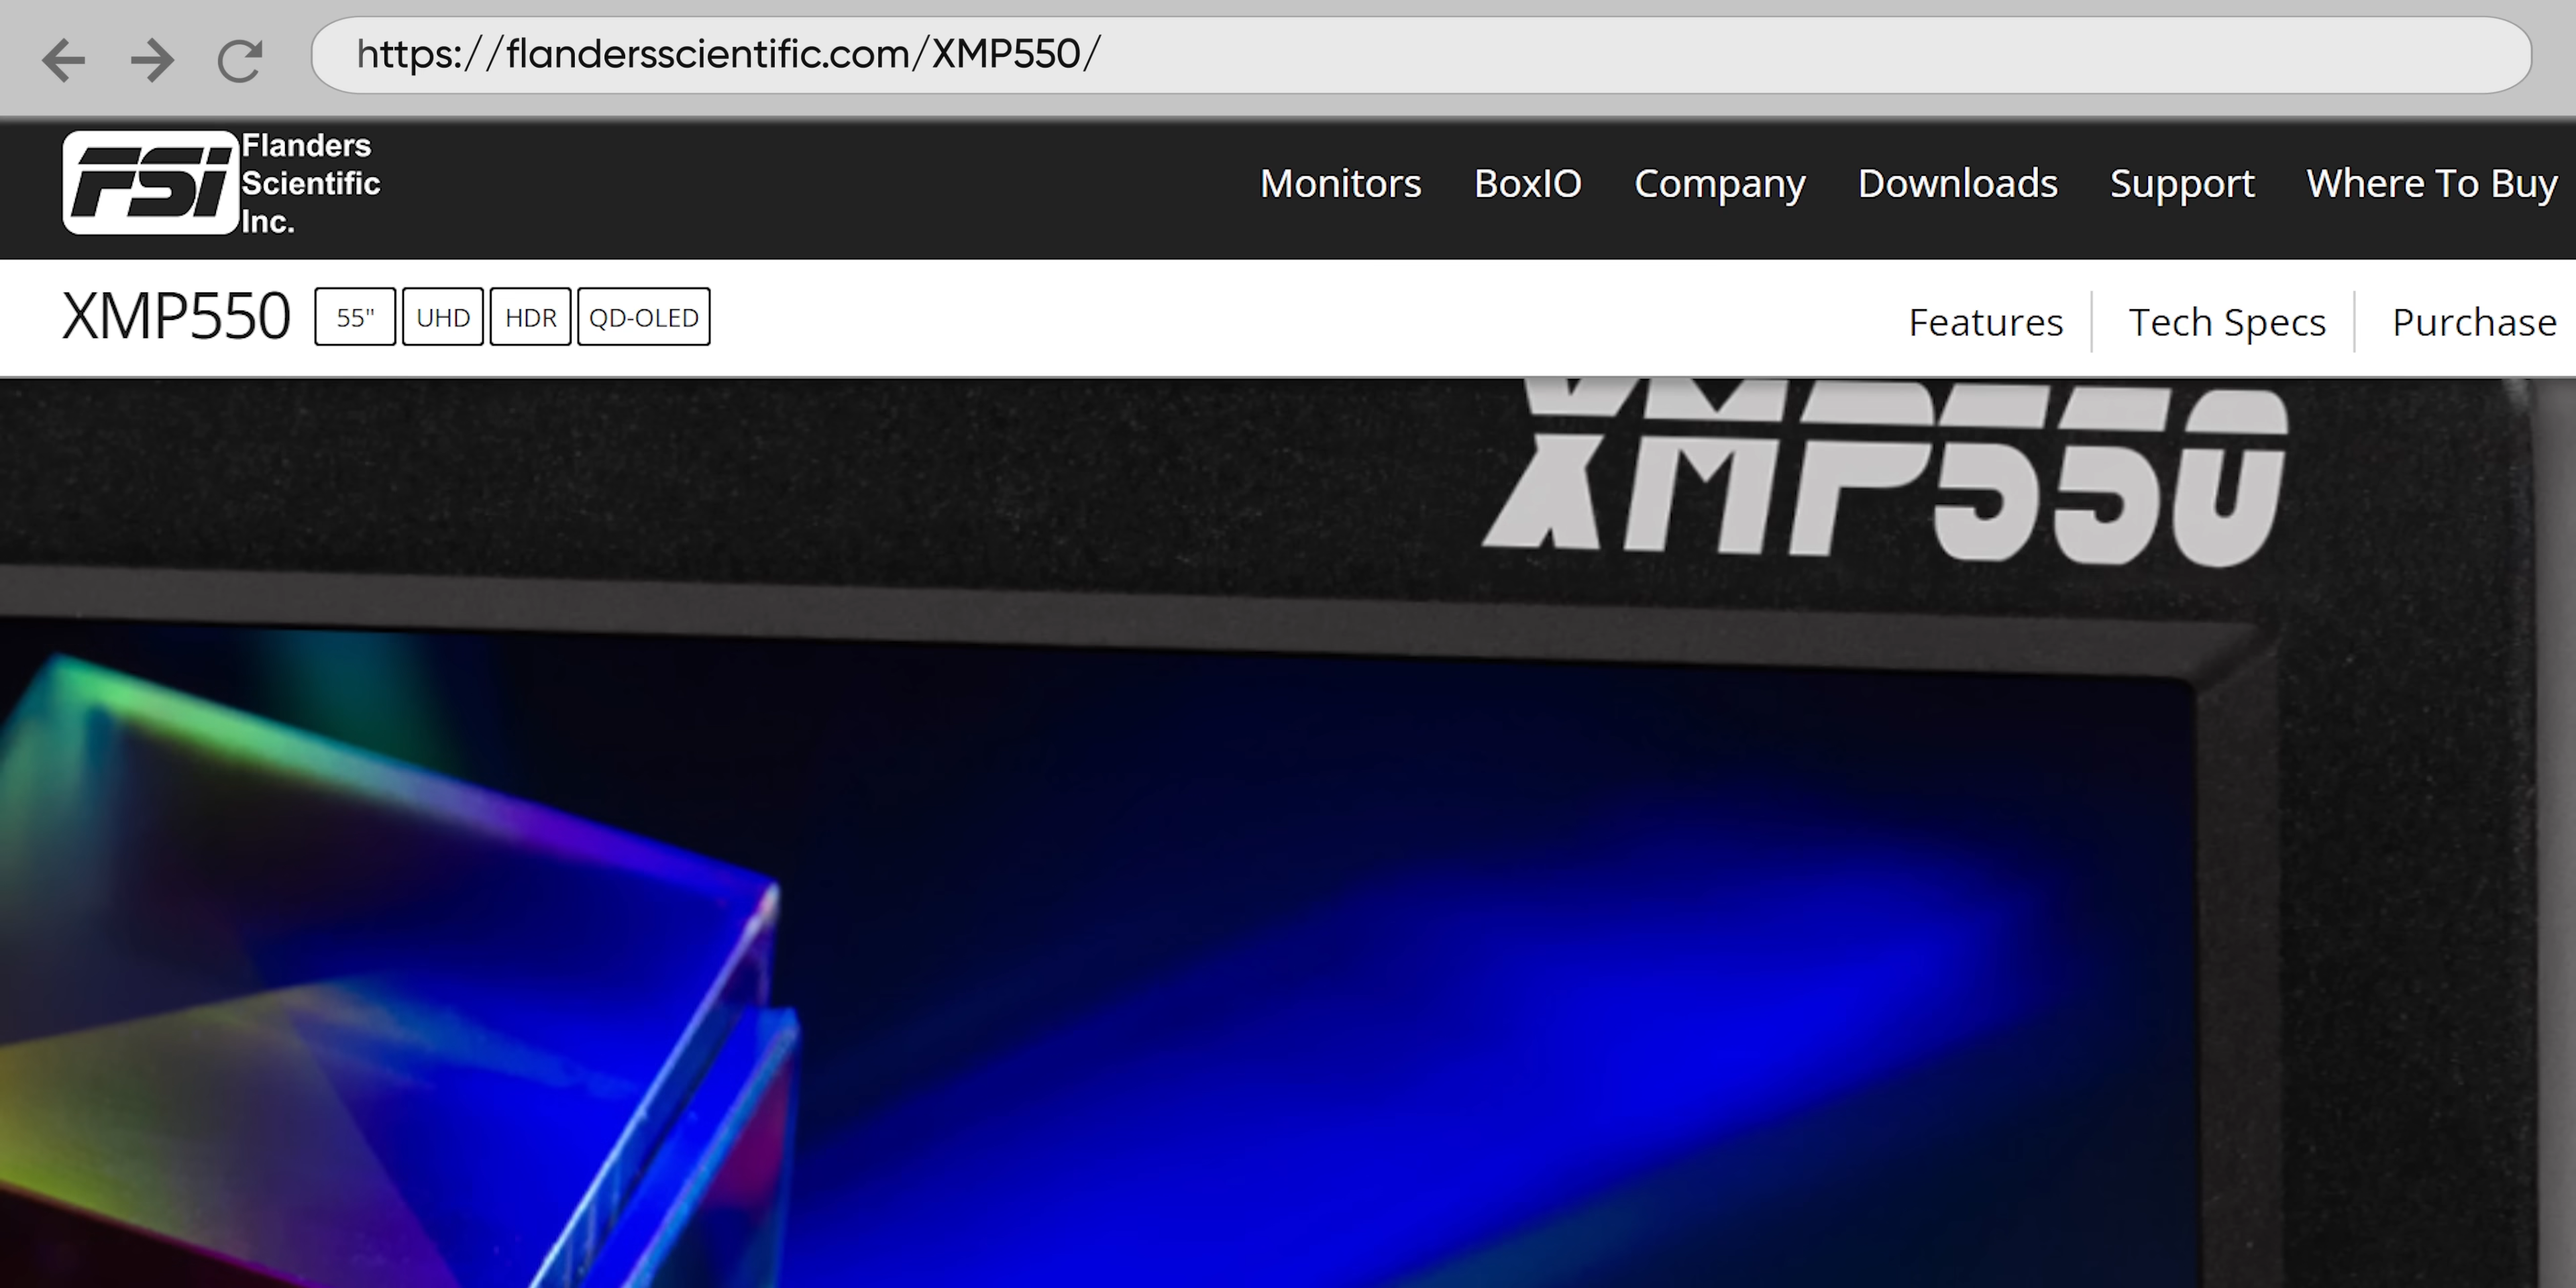 https://flandersscientific.com/XMP550/
FSI Flanders
Scientific
Inc.
Monitors BoxIO Company Downloads Support Where To Buy
XMP550 55" UHD HDR QD-OLED
Features Tech Specs Purchase
XMP550